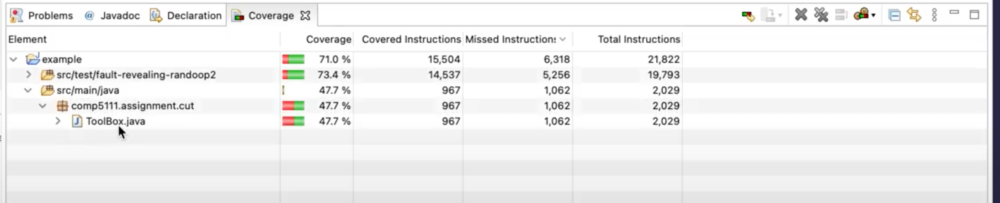 Problems @ Javadoc Declaration Coverage
Element Coverage Covered Instructions Missed Instructions Total Instructions
example 71.0 % 15,504 6,318 21,822
src/test/fault-revealing-randoop2 73.4 % 14,537 5,256 19,793
src/main/java 47.7 % 967 1,062 2,029
comp5111.assignment.cut 47.7 % 967 1,062 2,029
ToolBox.java 47.7 % 967 1,062 2,029